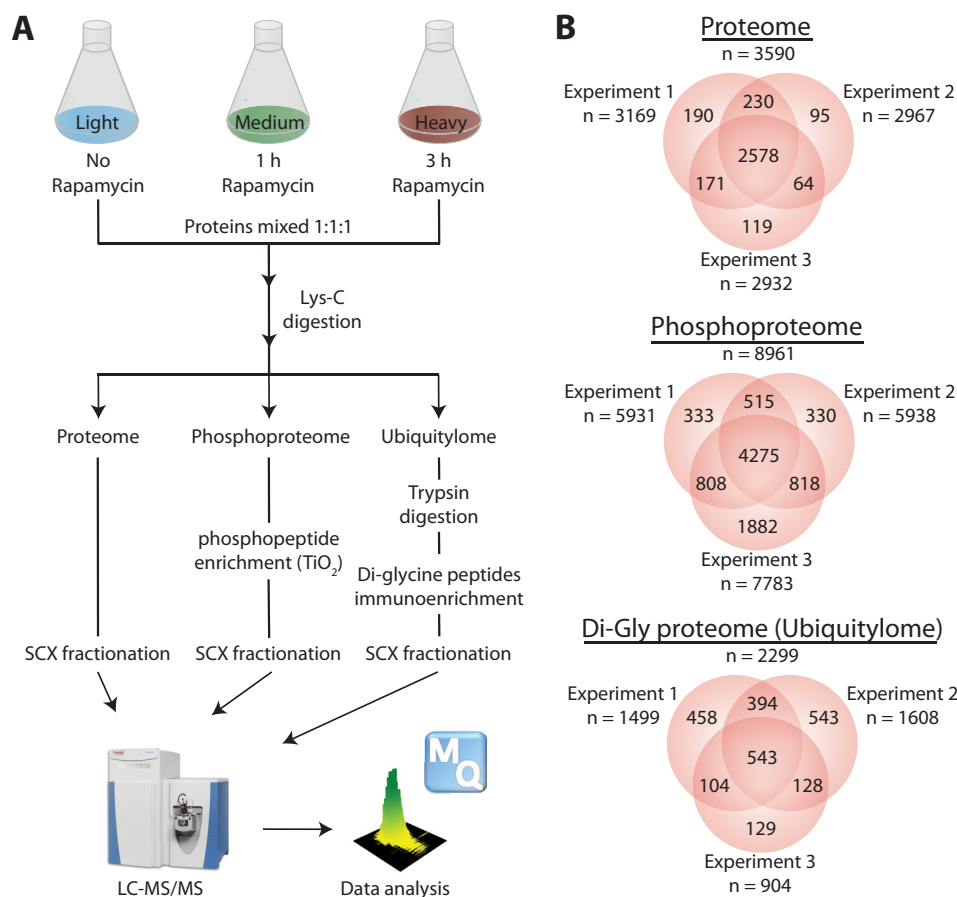 A
Light
Medium
Heavy
No
Rapamycin
1 h
Rapamycin
3 h
Rapamycin
Proteins mixed 1:1:1
Lys-C
digestion
Proteome
Phosphoproteome
Ubiquitylome
Trypsin
digestion
phosphopeptide
enrichment (TiO₂)
Di-glycine peptides
immunoenrichment
SCX fractionation
SCX fractionation
SCX fractionation
MQ
LC-MS/MS
Data analysis
B
Proteome
n = 3590
Experiment 1
n = 3169
Experiment 2
n = 2967
190
230
95
2578
171
64
119
Experiment 3
n = 2932
Phosphoproteome
n = 8961
Experiment 1
n = 5931
Experiment 2
n = 5938
333
515
330
4275
808
818
1882
Experiment 3
n = 7783
Di-Gly proteome (Ubiquitylome)
n = 2299
Experiment 1
n = 1499
Experiment 2
n = 1608
458
394
543
543
104
128
129
Experiment 3
n = 904